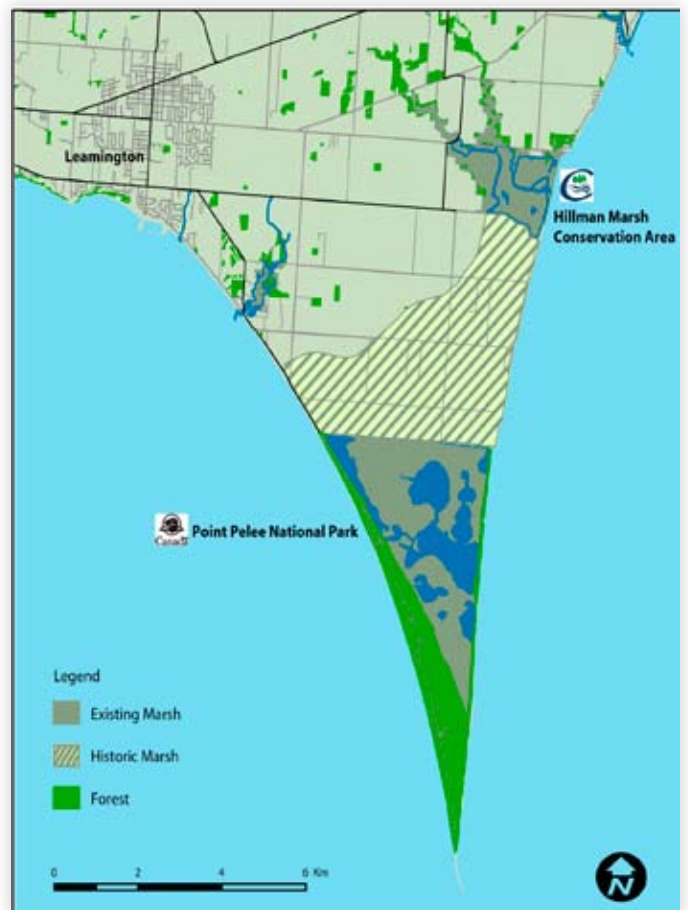 Leamington
Hillman Marsh
Conservation Area
Canada
Point Pelee National Park
Legend
Existing Marsh
Historic Marsh
Forest
0 2 4 6 Km
N